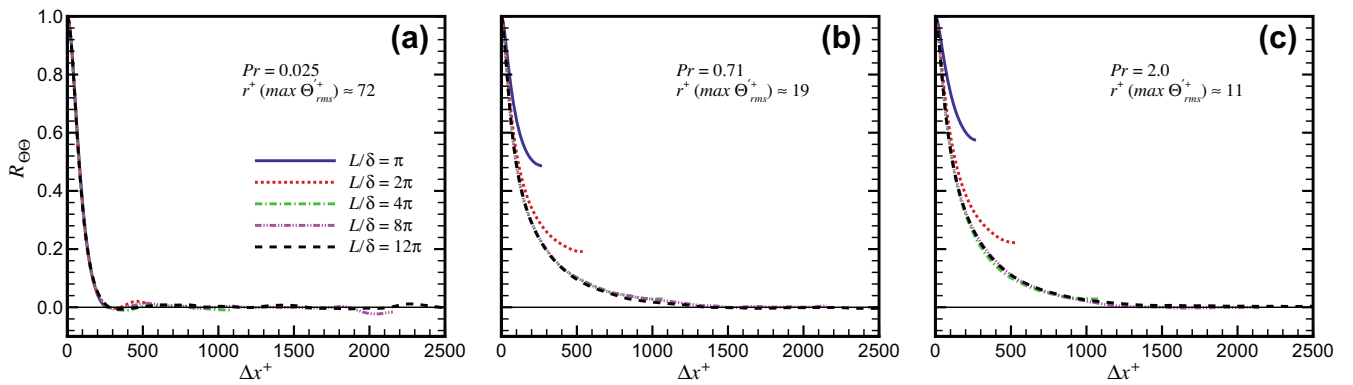 (a)
Pr = 0.025
r⁺ (max Θ'⁺rms) ≈ 72
L/δ = π
L/δ = 2π
L/δ = 4π
L/δ = 8π
L/δ = 12π
R_ΘΘ
1.0
0.8
0.6
0.4
0.2
0.0
0 500 1000 1500 2000 2500
Δx⁺
(b)
Pr = 0.71
r⁺ (max Θ'⁺rms) ≈ 19
0 500 1000 1500 2000 2500
Δx⁺
(c)
Pr = 2.0
r⁺ (max Θ'⁺rms) ≈ 11
0 500 1000 1500 2000 2500
Δx⁺